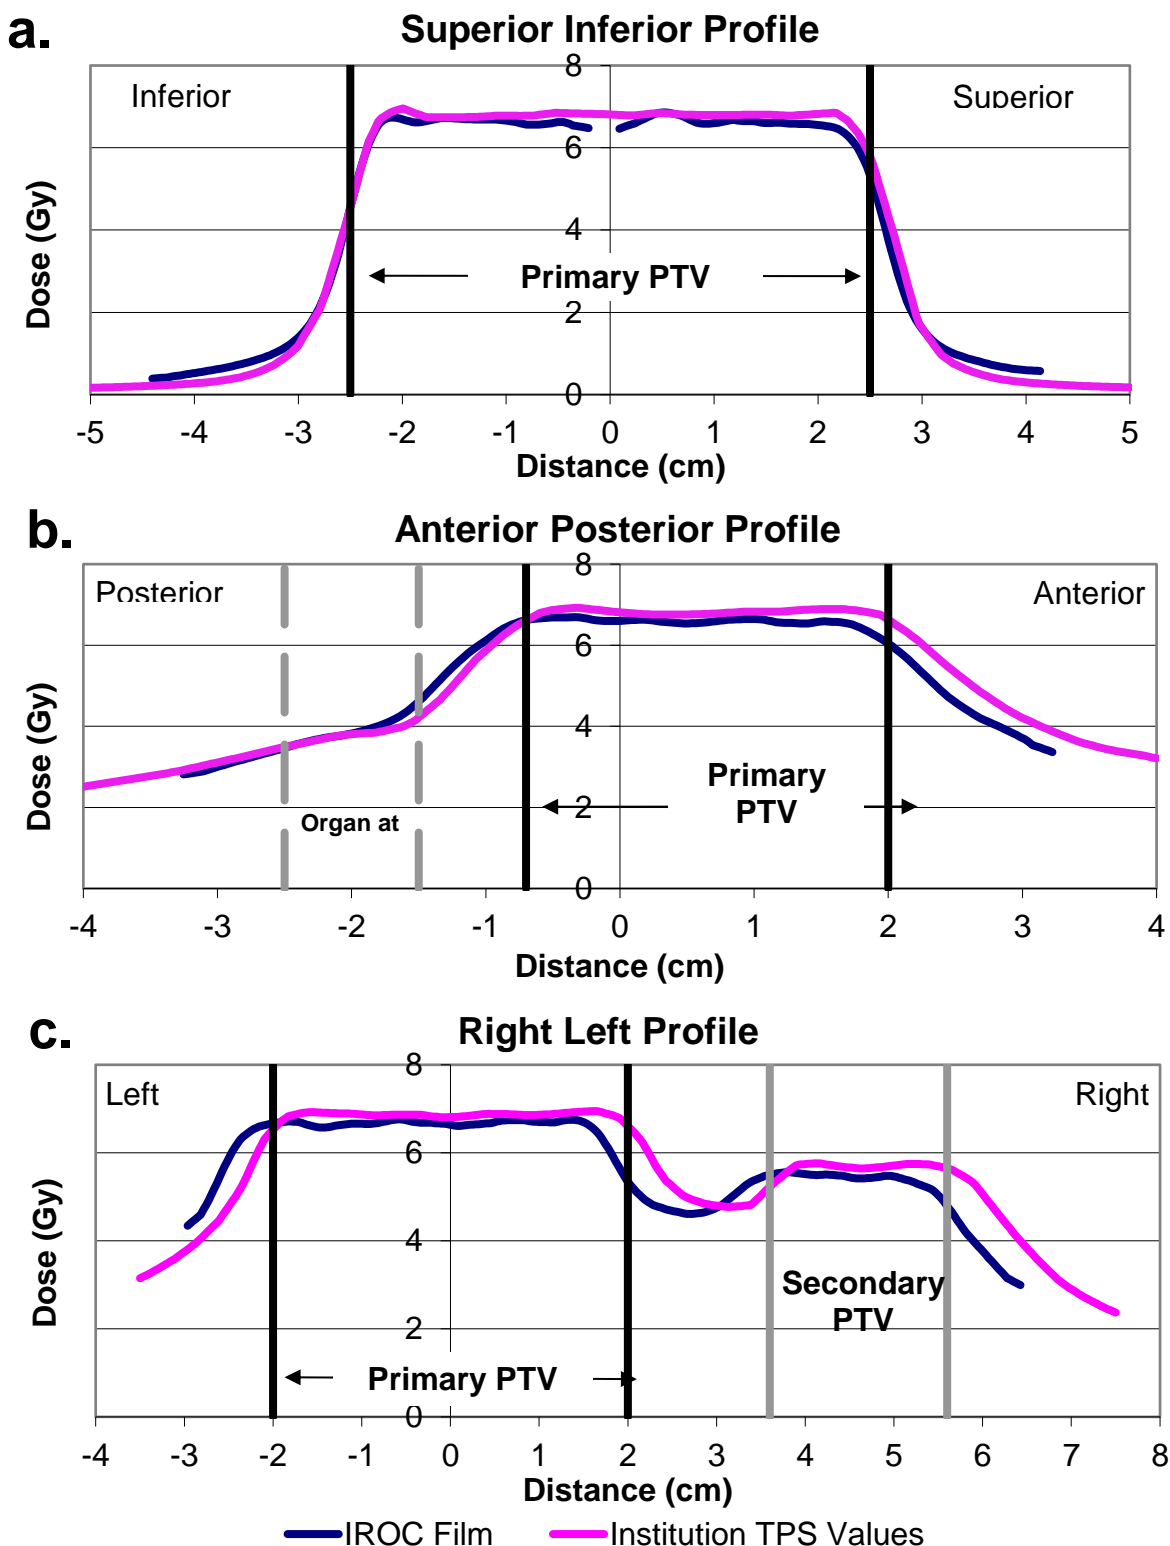 a.
Superior Inferior Profile
Inferior
Superior
8
6
4
2
0
Dose (Gy)
Primary PTV
-5 -4 -3 -2 -1 0 1 2 3 4 5
Distance (cm)
b.
Anterior Posterior Profile
Posterior
Anterior
8
6
4
2
0
Dose (Gy)
Primary
PTV
Organ at
-4 -3 -2 -1 0 1 2 3 4
Distance (cm)
c.
Right Left Profile
Left
Right
8
6
4
2
0
Dose (Gy)
Secondary
PTV
Primary PTV
-4 -3 -2 -1 0 1 2 3 4 5 6 7 8
Distance (cm)
IROC Film Institution TPS Values